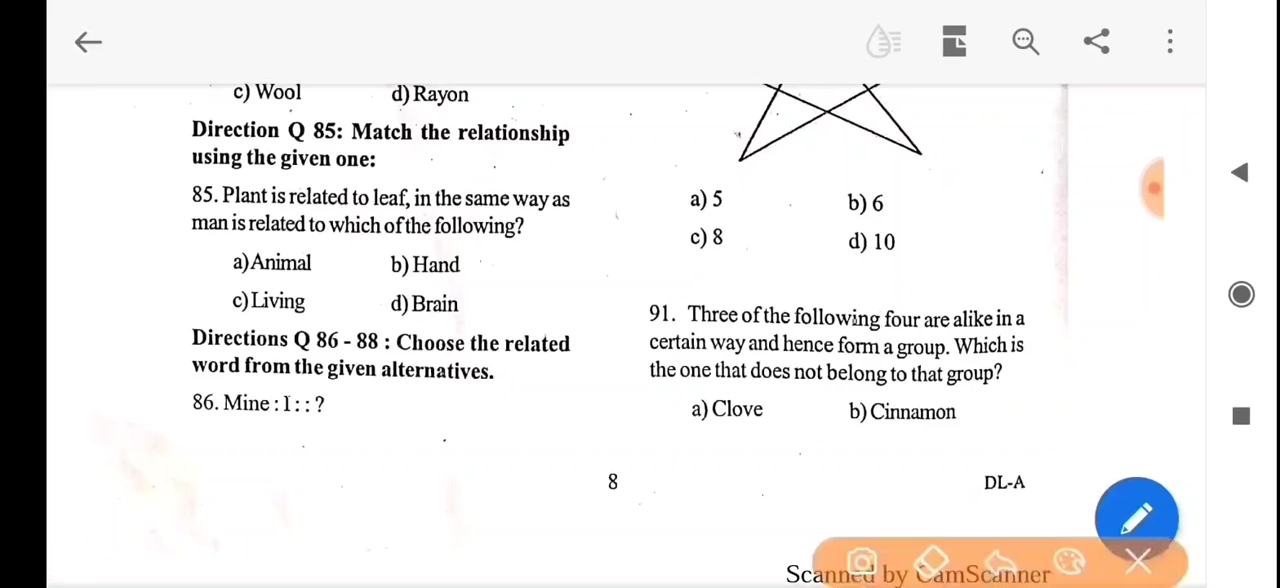 c) Wool d) Rayon
Direction Q 85: Match the relationship
using the given one:
85. Plant is related to leaf, in the same way as
man is related to which of the following?
a) Animal b) Hand
c) Living d) Brain
Directions Q 86 - 88 : Choose the related
word from the given alternatives.
86. Mine : I : : ?
a) 5 b) 6
c) 8 d) 10
91. Three of the following four are alike in a
certain way and hence form a group. Which is
the one that does not belong to that group?
a) Clove b) Cinnamon
8 DL-A
Scanned by CamScanner